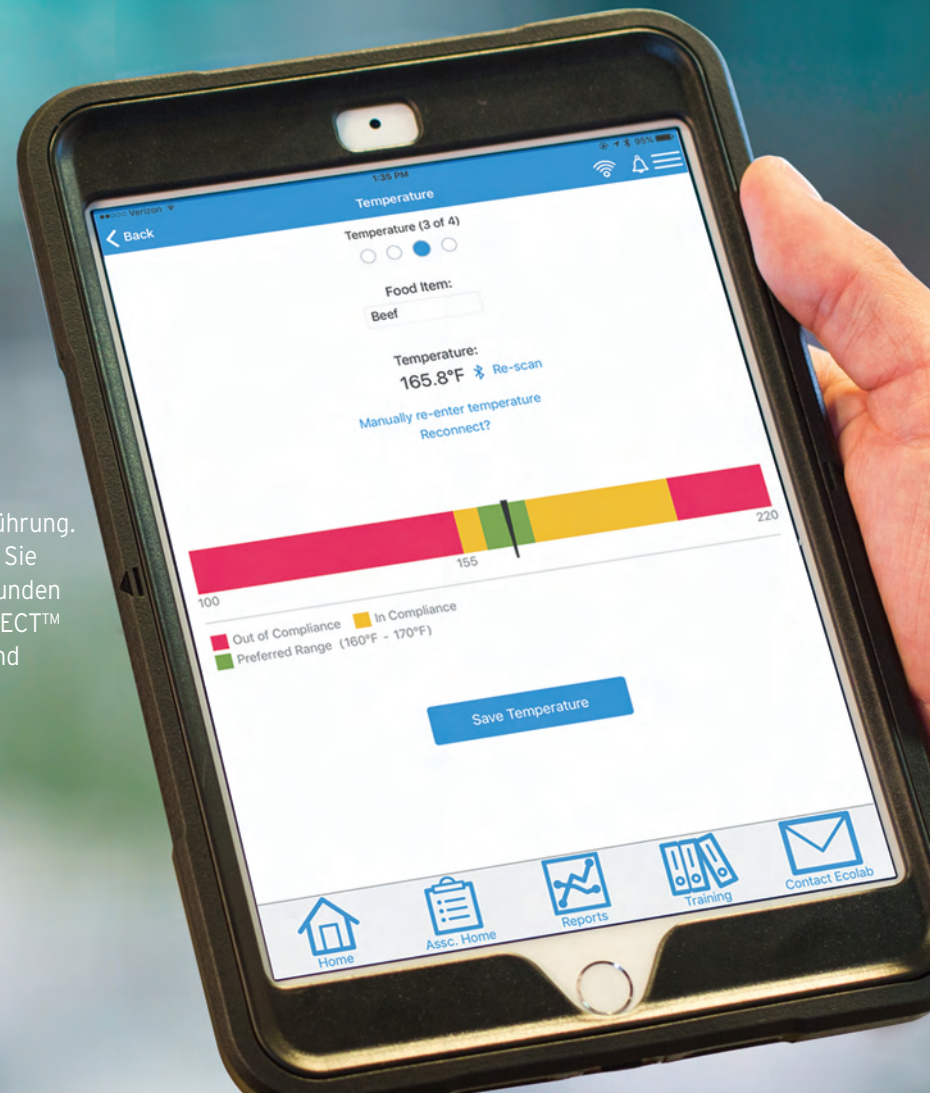 ührung.
Sie
unden
ECT™
nd
●●○○○ Verizon
1:35 PM
95%
Back
Temperature
Temperature (3 of 4)
Food Item:
Beef
Temperature:
165.8°F Re-scan
Manually re-enter temperature
Reconnect?
100
155
220
Out of Compliance In Compliance
Preferred Range (160°F - 170°F)
Save Temperature
Home
Assc. Home
Reports
Training
Contact Ecolab